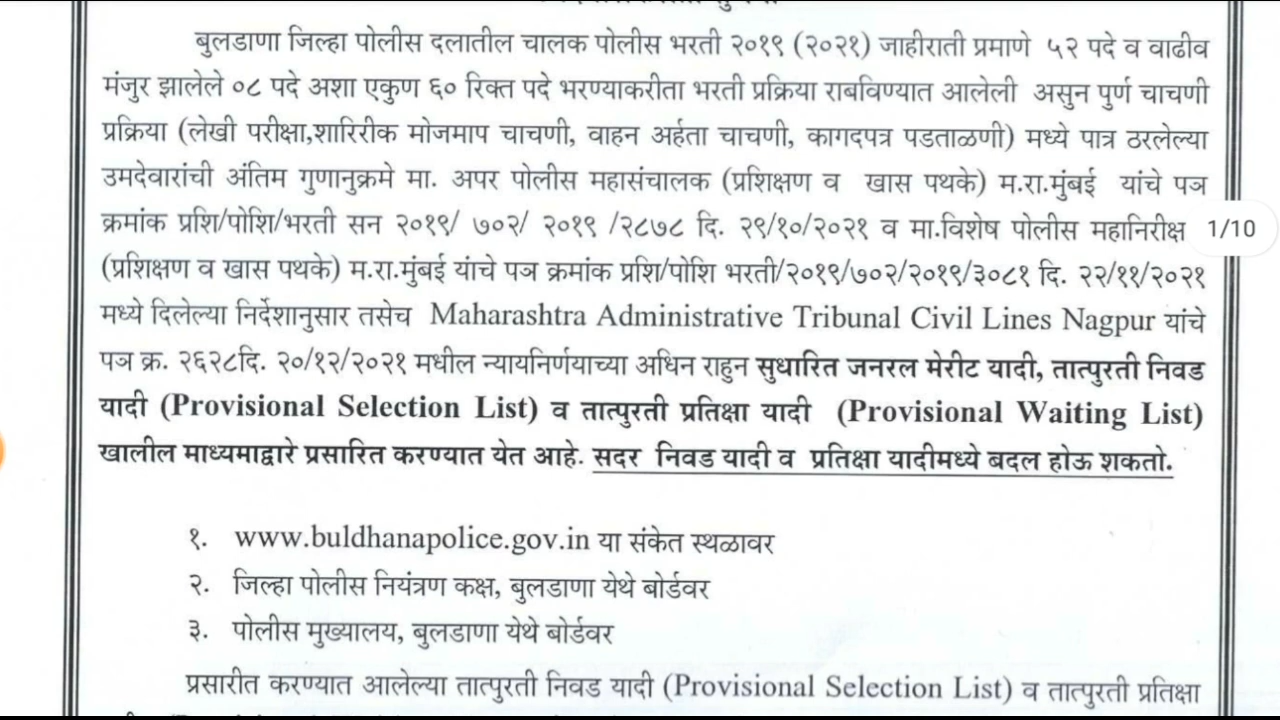 बुलडाणा जिल्हा पोलीस दलातील चालक पोलीस भरती २०१९ (२०२१) जाहीराती प्रमाणे ५२ पदे व वाढीव
मंजुर झालेले ०८ पदे अशा एकुण ६० रिक्त पदे भरण्याकरीता भरती प्रक्रिया राबविण्यात आलेली असुन पुर्ण चाचणी
प्रक्रिया (लेखी परीक्षा,शारिरीक मोजमाप चाचणी, वाहन अर्हता चाचणी, कागदपत्र पडताळणी) मध्ये पात्र ठरलेल्या
उमदेवारांची अंतिम गुणानुक्रमे मा. अपर पोलीस महासंचालक (प्रशिक्षण व खास पथके) म.रा.मुंबई यांचे पञ
क्रमांक प्रशि/पोशि/भरती सन २०१९/ ७०२/ २०१९ /२८७८ दि. २९/१०/२०२१ व मा.विशेष पोलीस महानिरीक्ष
1/10
(प्रशिक्षण व खास पथके) म.रा.मुंबई यांचे पञ क्रमांक प्रशि/पोशि भरती/२०१९/७०२/२०१९/३०८१ दि. २२/११/२०२१
मध्ये दिलेल्या निर्देशानुसार तसेच Maharashtra Administrative Tribunal Civil Lines Nagpur यांचे
पञ क्र. २६२८दि. २०/१२/२०२१ मधील न्यायनिर्णयाच्या अधिन राहुन सुधारित जनरल मेरीट यादी, तात्पुरती निवड
यादी (Provisional Selection List) व तात्पुरती प्रतिक्षा यादी (Provisional Waiting List)
खालील माध्यमाद्वारे प्रसारित करण्यात येत आहे. सदर निवड यादी व प्रतिक्षा यादीमध्ये बदल होऊ शकतो.
१. www.buldhanapolice.gov.in या संकेत स्थळावर
२. जिल्हा पोलीस नियंत्रण कक्ष, बुलडाणा येथे बोर्डवर
३. पोलीस मुख्यालय, बुलडाणा येथे बोर्डवर
प्रसारीत करण्यात आलेल्या तात्पुरती निवड यादी (Provisional Selection List) व तात्पुरती प्रतिक्षा